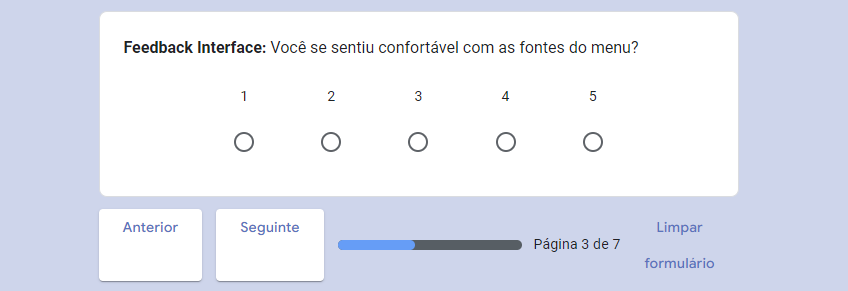 Feedback Interface: Você se sentiu confortável com as fontes do menu?
1 2 3 4 5
Anterior Seguinte Página 3 de 7 Limpar formulário